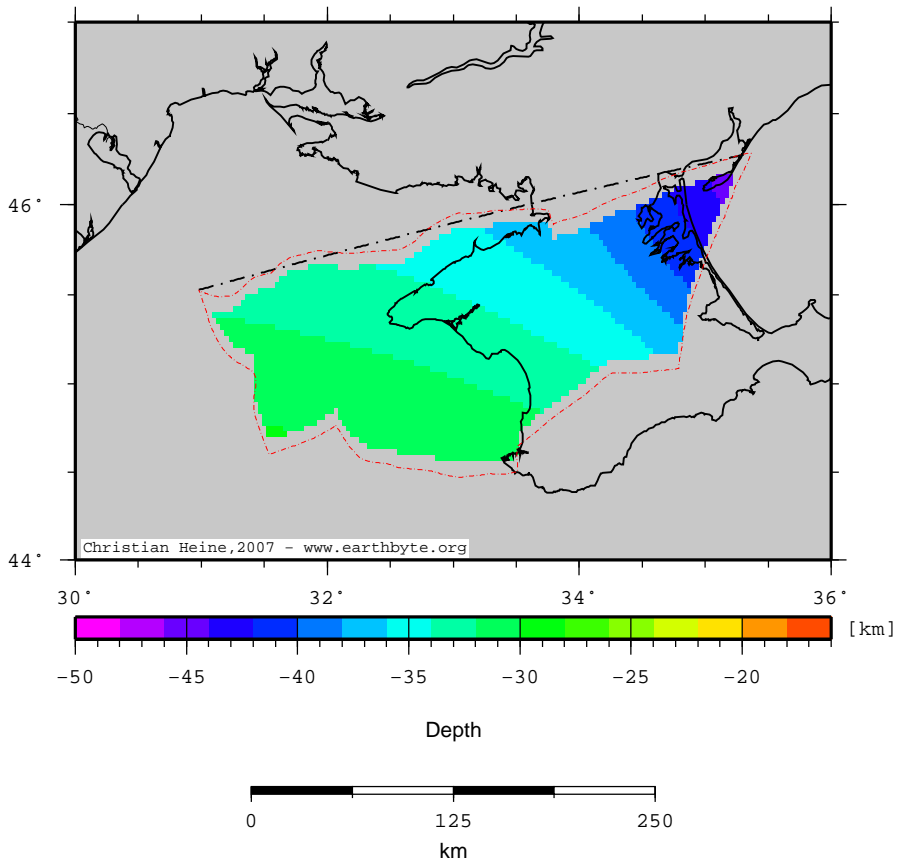 46°
44°
Christian Heine,2007 - www.earthbyte.org
30° 32° 34° 36°
[km]
−50 −45 −40 −35 −30 −25 −20
Depth
0 125 250
km